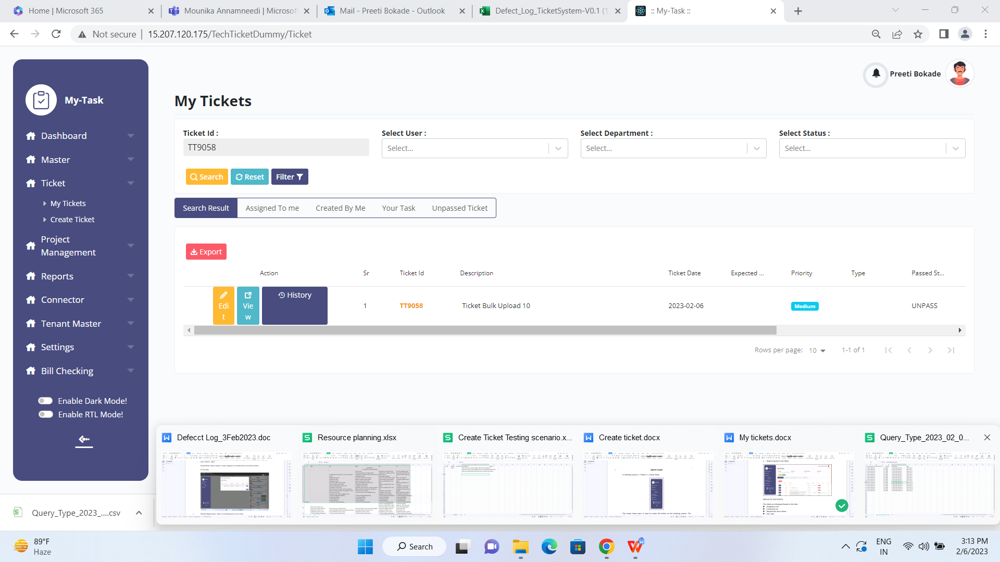 Home | Microsoft 365
Mounika Annamneedi | Microsof
Mail - Preeti Bokade - Outlook
Defect_Log_TicketSystem-V0.1 (1
:: My-Task ::
Not secure
15.207.120.175/TechTicketDummy/Ticket
Preeti Bokade
My-Task
My Tickets
Ticket Id :
Select User :
Select Department :
Select Status :
TT9058
Select...
Select...
Select...
Search
Reset
Filter
Search Result
Assigned To me
Created By Me
Your Task
Unpassed Ticket
Export
Action
Sr
Ticket Id
Description
Ticket Date
Expected ...
Priority
Type
Passed St...
Edi
t
Vie
w
History
1
TT9058
Ticket Bulk Upload 10
2023-02-06
Medium
UNPASS
Rows per page:
10
1-1 of 1
Dashboard
Master
Ticket
My Tickets
Create Ticket
Project
Management
Reports
Connector
Tenant Master
Settings
Bill Checking
Enable Dark Mode!
Enable RTL Mode!
Defecct Log_3Feb2023.doc
Resource planning.xlsx
Create Ticket Testing scenario.x...
Create ticket.docx
My tickets.docx
Query_Type_2023_02_0...
CREATE TICKET
Query_Type_2023_....csv
89°F
Haze
Search
ENG
IN
3:13 PM
2/6/2023